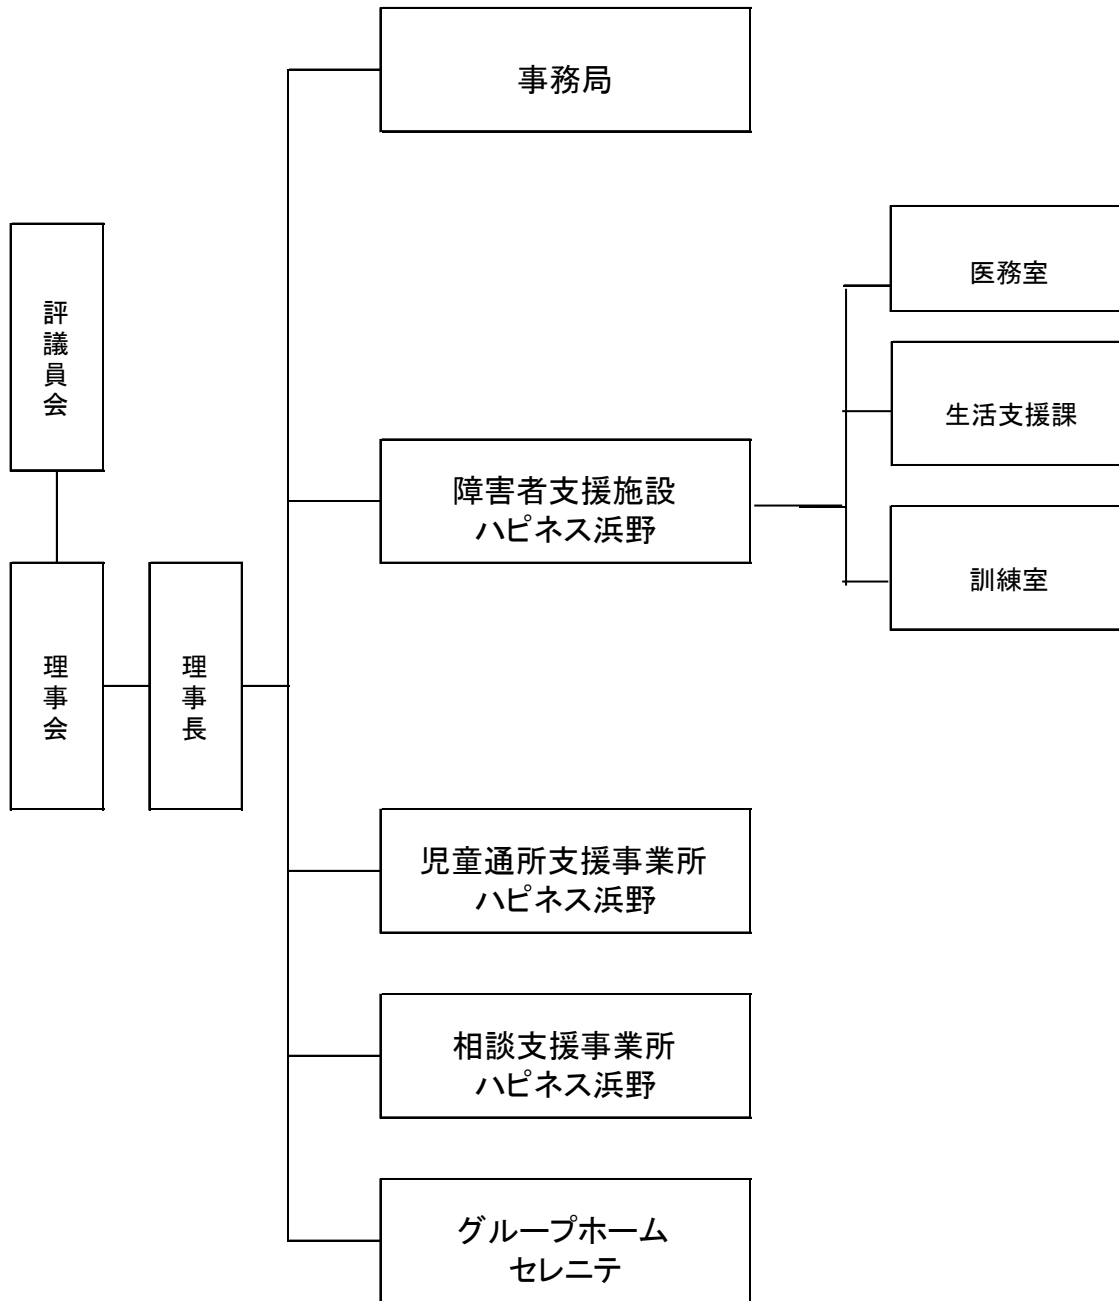 事務局
医務室
評議員会
生活支援課
障害者支援施設
ハピネス浜野
訓練室
理事会
理事長
児童通所支援事業所
ハピネス浜野
相談支援事業所
ハピネス浜野
グループホーム
セレニテ